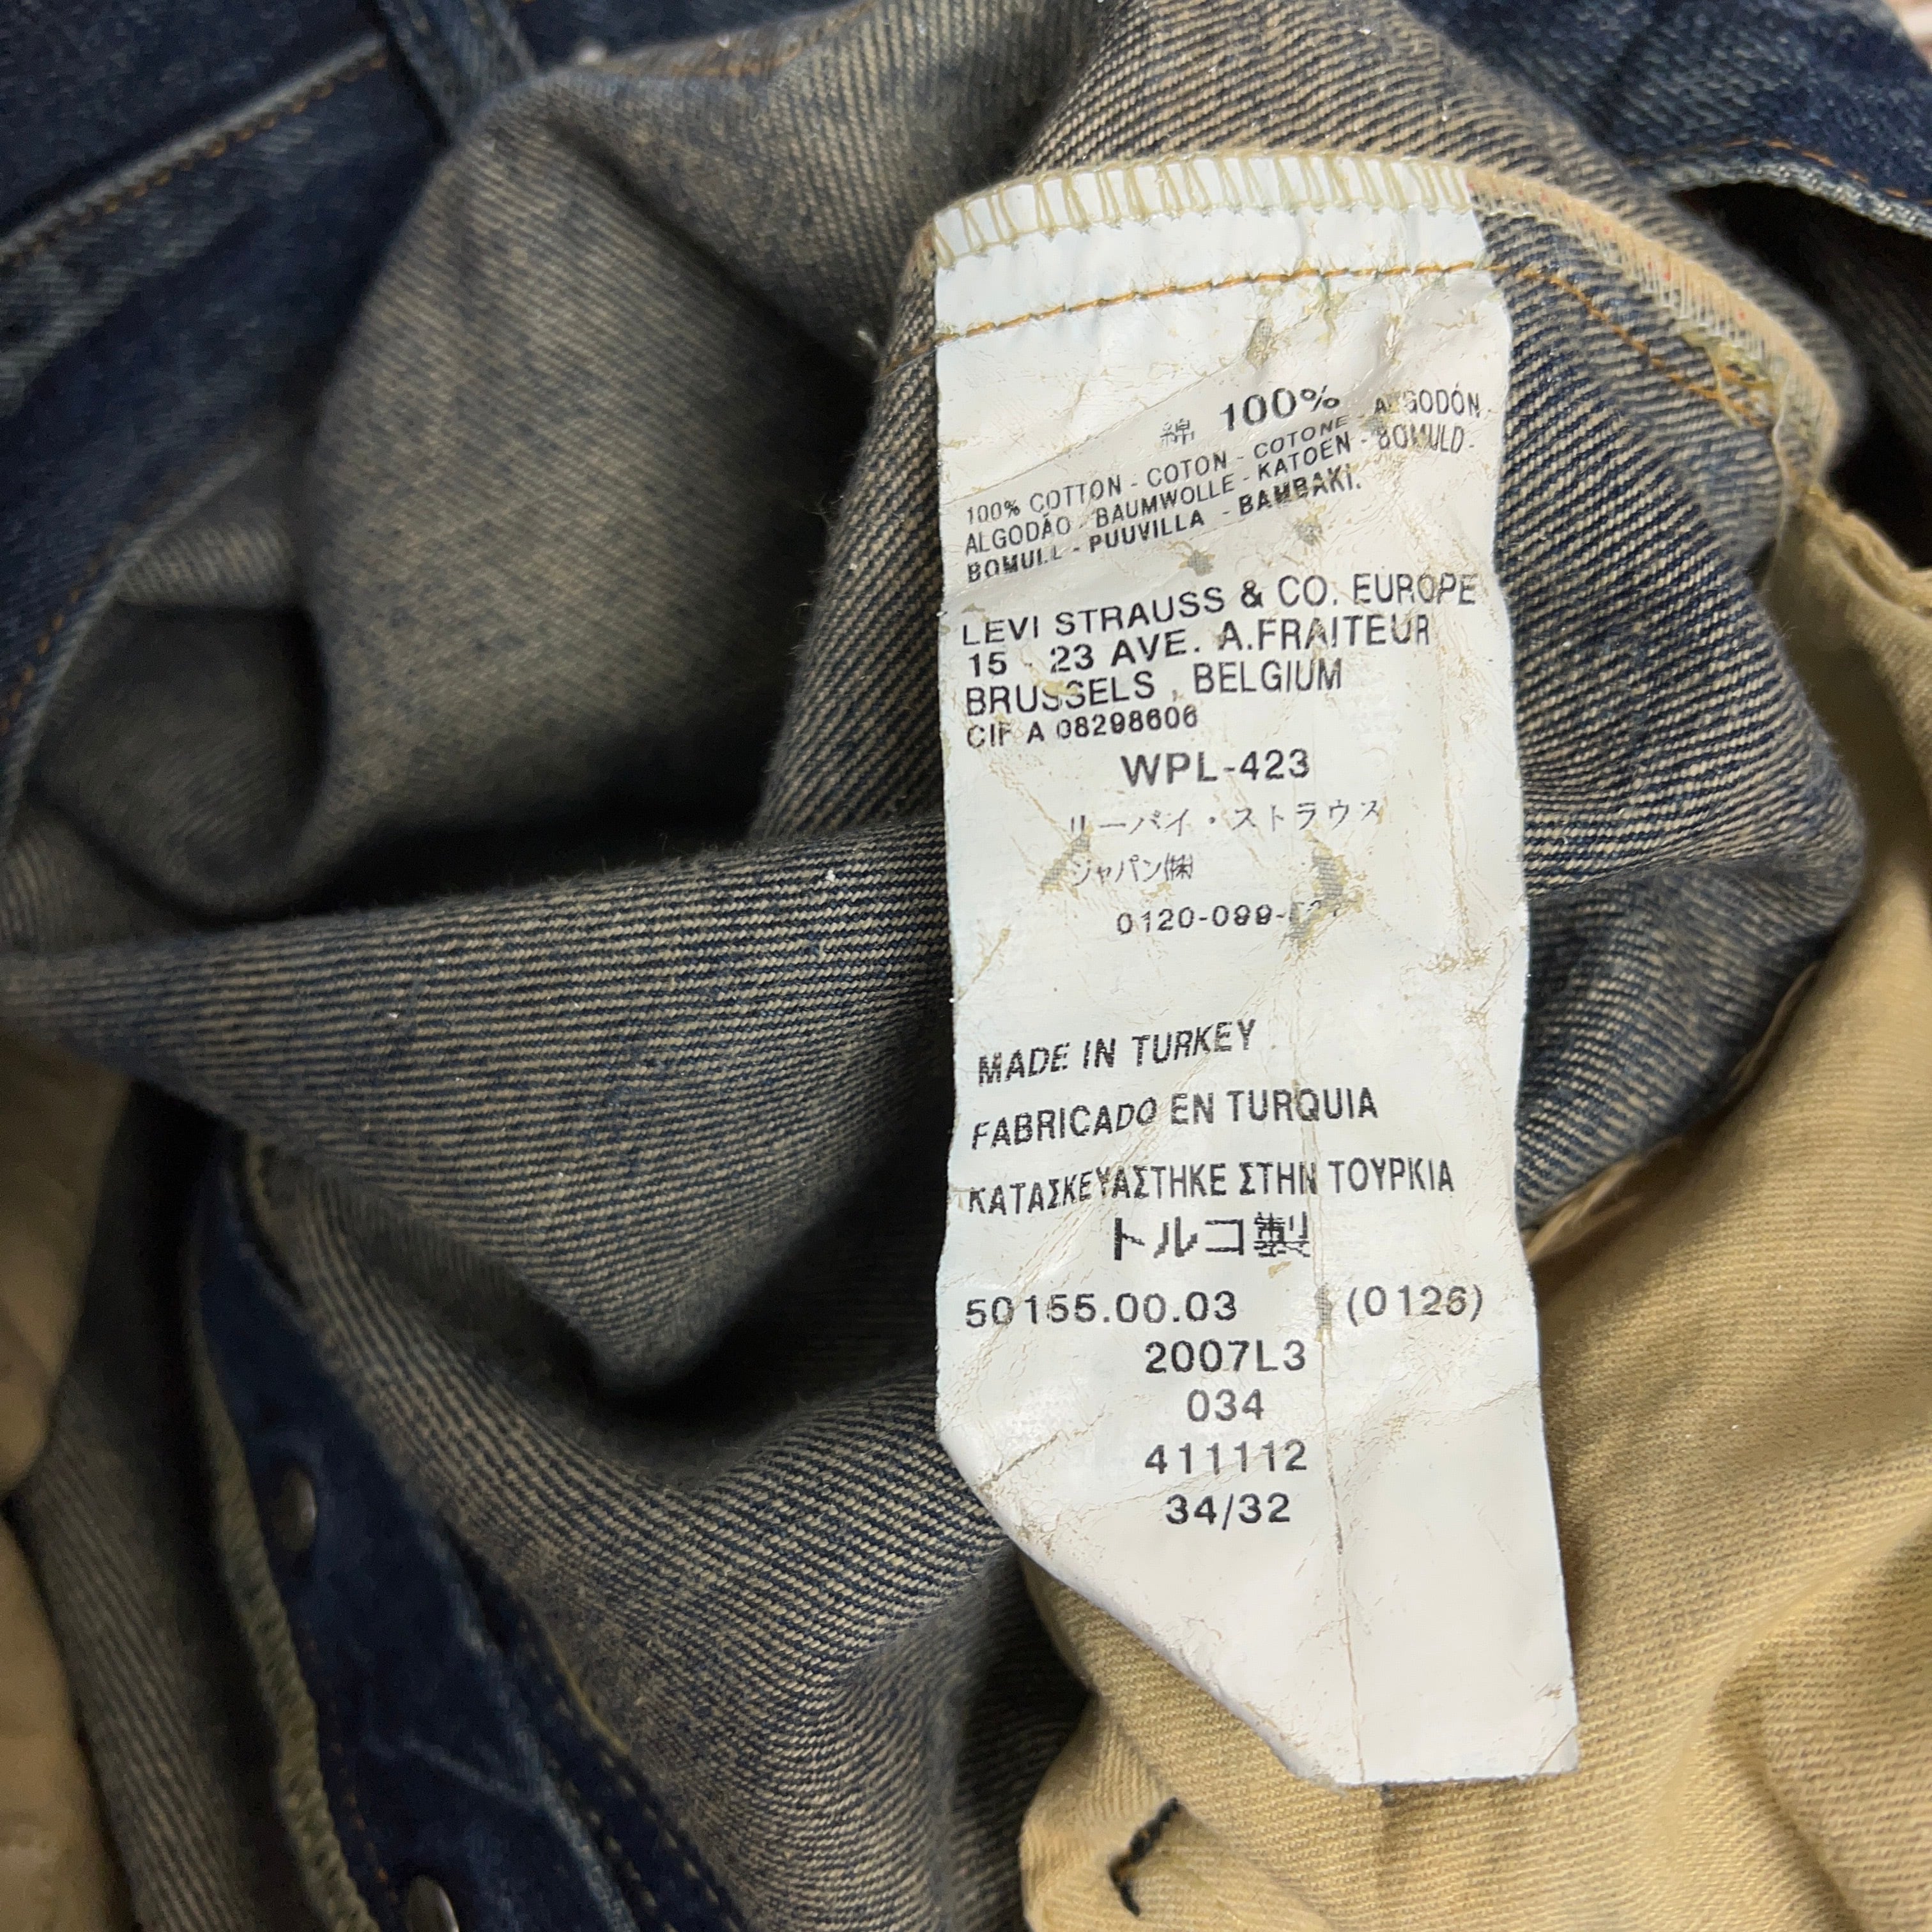 綿 100%
100% COTTON - COTON - COTONE - ALGODÓN -
ALGODÃO - BAUMWOLLE - KATOEN - BOMULD -
BOMULL - PUUVILLA - BAMBAKI.
LEVI STRAUSS & CO. EUROPE
15 - 23 AVE. A.FRAITEUR
BRUSSELS , BELGIUM
CIF A 08298606
WPL-423
リーバイ・ストラウス
ジャパン㈱
0120-099-
MADE IN TURKEY
FABRICADO EN TURQUIA
ΚΑΤΑΣΚΕΥΑΣΤΗΚΕ ΣΤΗΝ ΤΟΥΡΚΙΑ
トルコ製
50155.00.03 (0126)
2007L3
034
411112
34/32